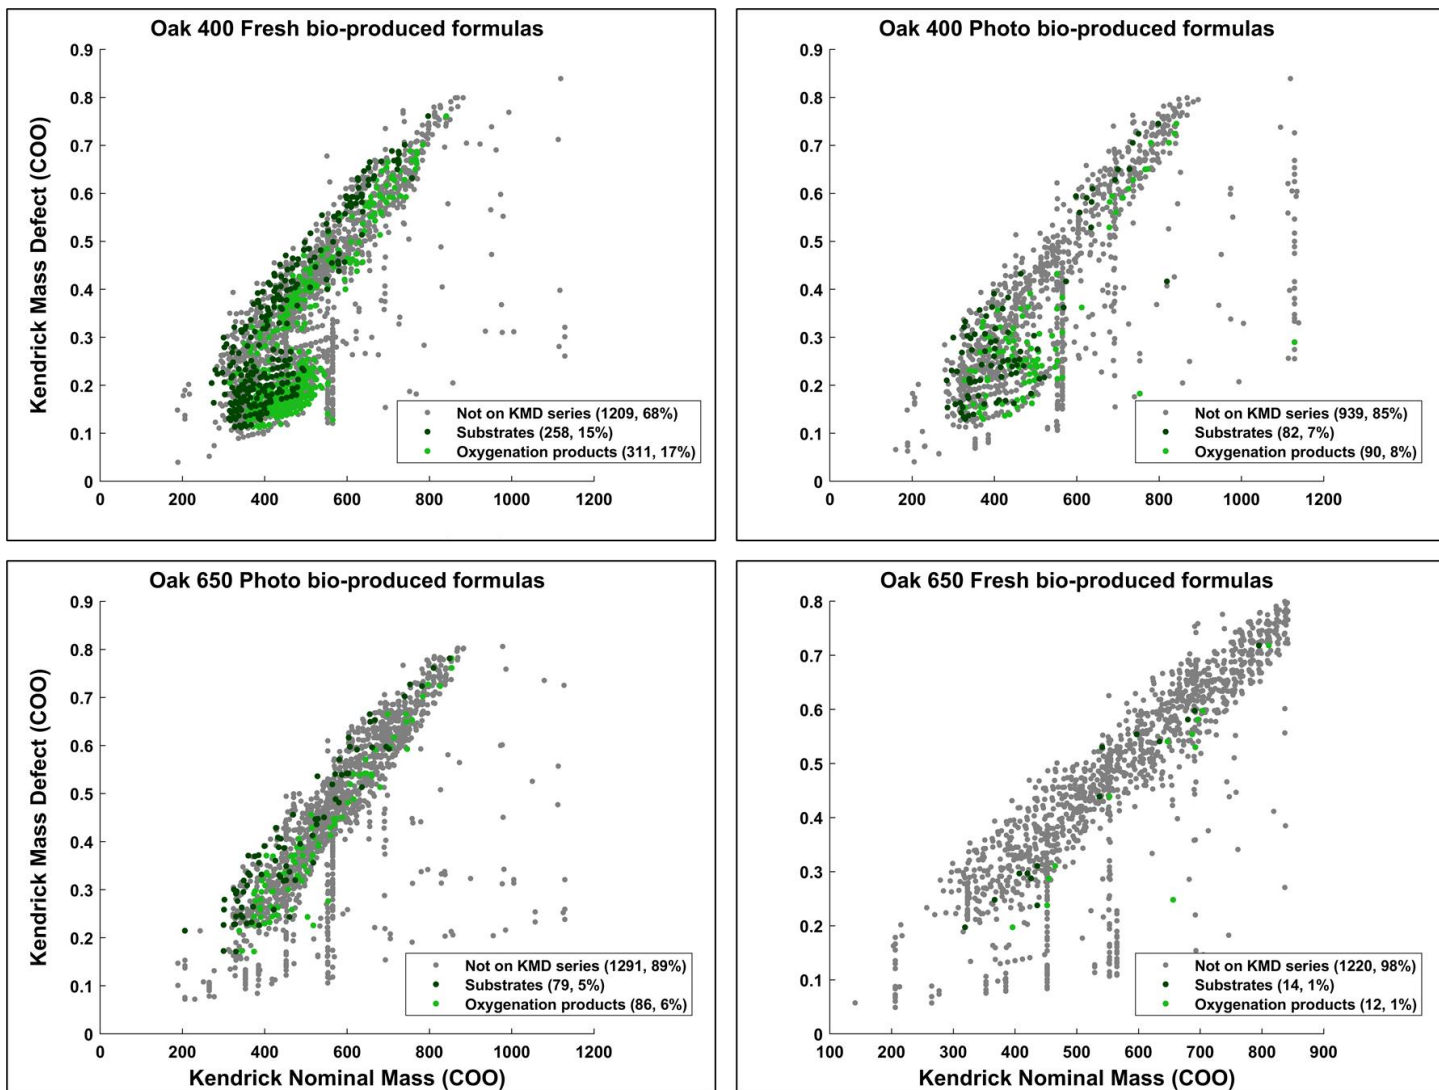 Oak 400 Fresh bio-produced formulas
Kendrick Mass Defect (COO)
0.9
0.8
0.7
0.6
0.5
0.4
0.3
0.2
0.1
0
Not on KMD series (1209, 68%)
Substrates (258, 15%)
Oxygenation products (311, 17%)
0 200 400 600 800 1000 1200
Oak 400 Photo bio-produced formulas
0.9
0.8
0.7
0.6
0.5
0.4
0.3
0.2
0.1
0
Not on KMD series (939, 85%)
Substrates (82, 7%)
Oxygenation products (90, 8%)
0 200 400 600 800 1000 1200
Oak 650 Photo bio-produced formulas
Kendrick Mass Defect (COO)
0.9
0.8
0.7
0.6
0.5
0.4
0.3
0.2
0.1
0
Not on KMD series (1291, 89%)
Substrates (79, 5%)
Oxygenation products (86, 6%)
0 200 400 600 800 1000 1200
Kendrick Nominal Mass (COO)
Oak 650 Fresh bio-produced formulas
0.8
0.7
0.6
0.5
0.4
0.3
0.2
0.1
0
Not on KMD series (1220, 98%)
Substrates (14, 1%)
Oxygenation products (12, 1%)
100 200 300 400 500 600 700 800 900
Kendrick Nominal Mass (COO)